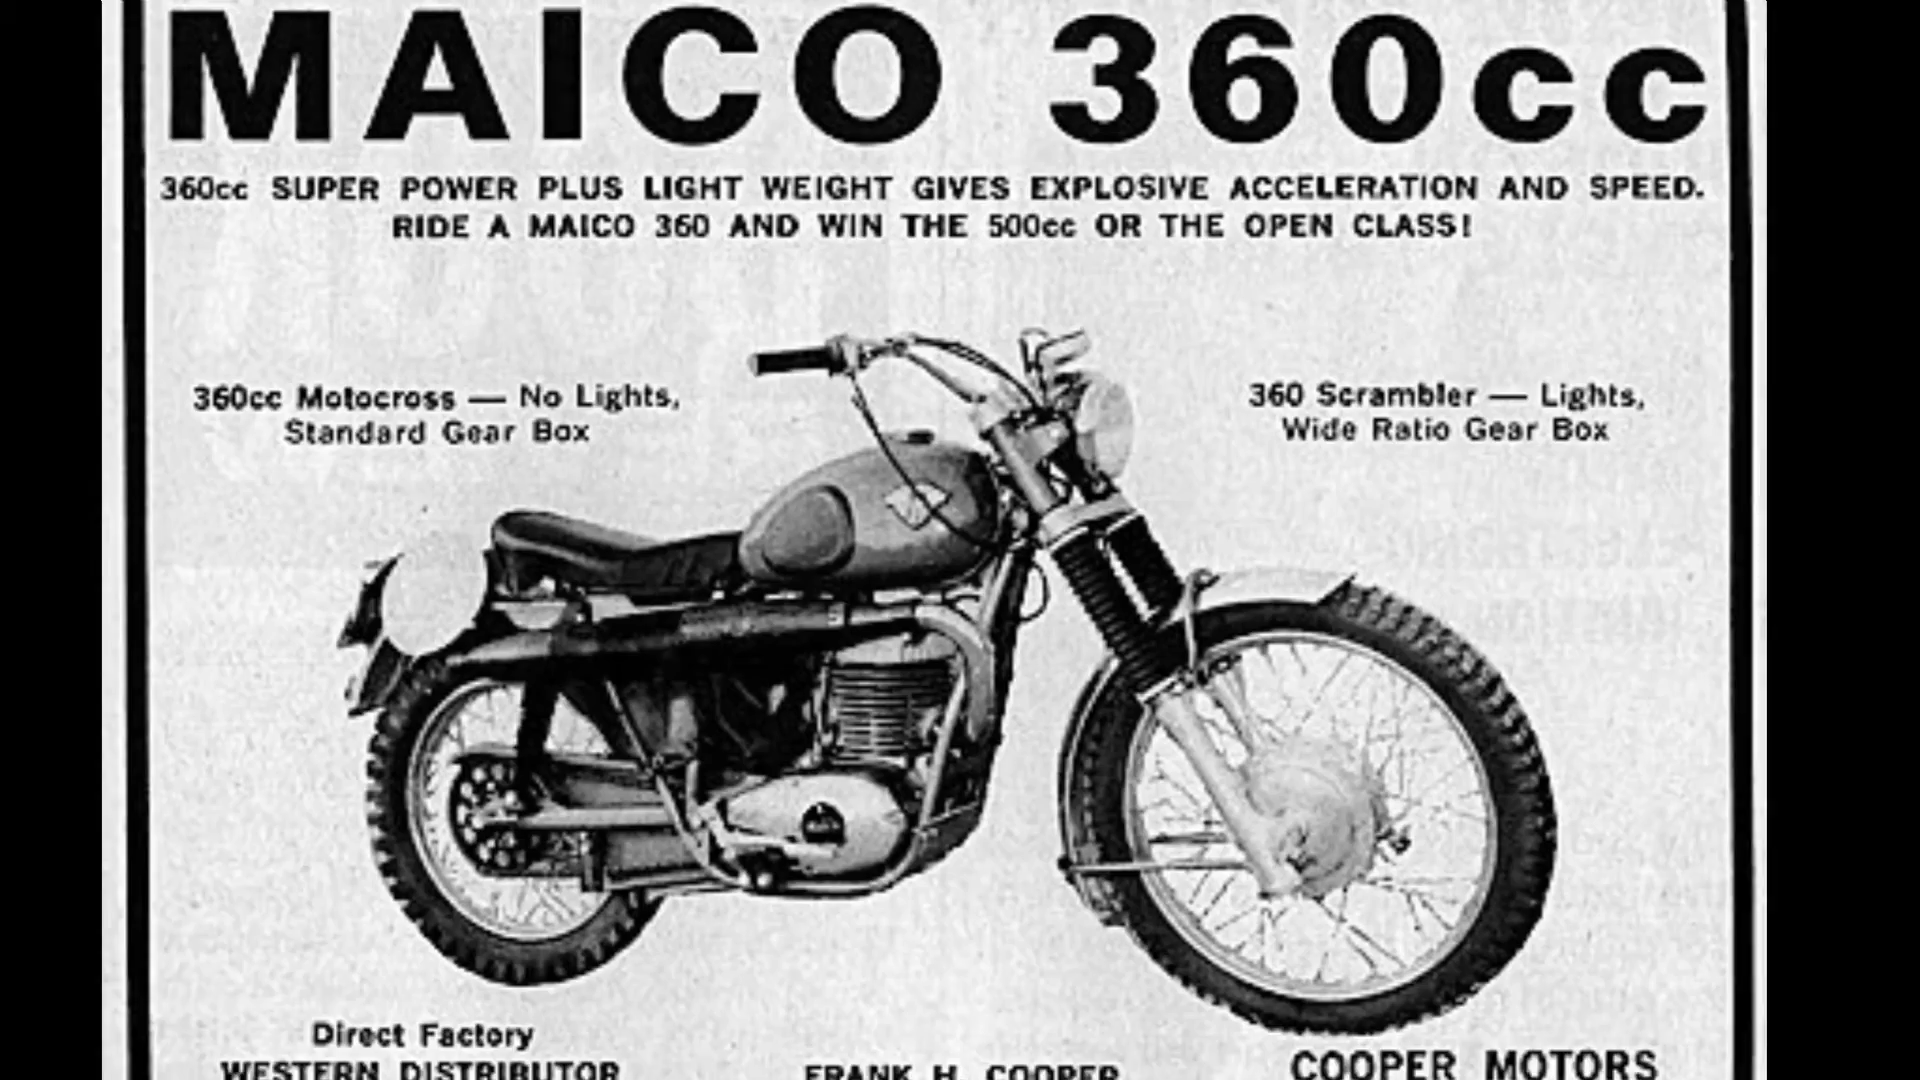 MAICO 360cc
360cc SUPER POWER PLUS LIGHT WEIGHT GIVES EXPLOSIVE ACCELERATION AND SPEED.
RIDE A MAICO 360 AND WIN THE 500cc OR THE OPEN CLASS!
360cc Motocross — No Lights,
Standard Gear Box
360 Scrambler — Lights,
Wide Ratio Gear Box
Direct Factory
WESTERN DISTRIBUTOR
FRANK H. COOPER
COOPER MOTORS